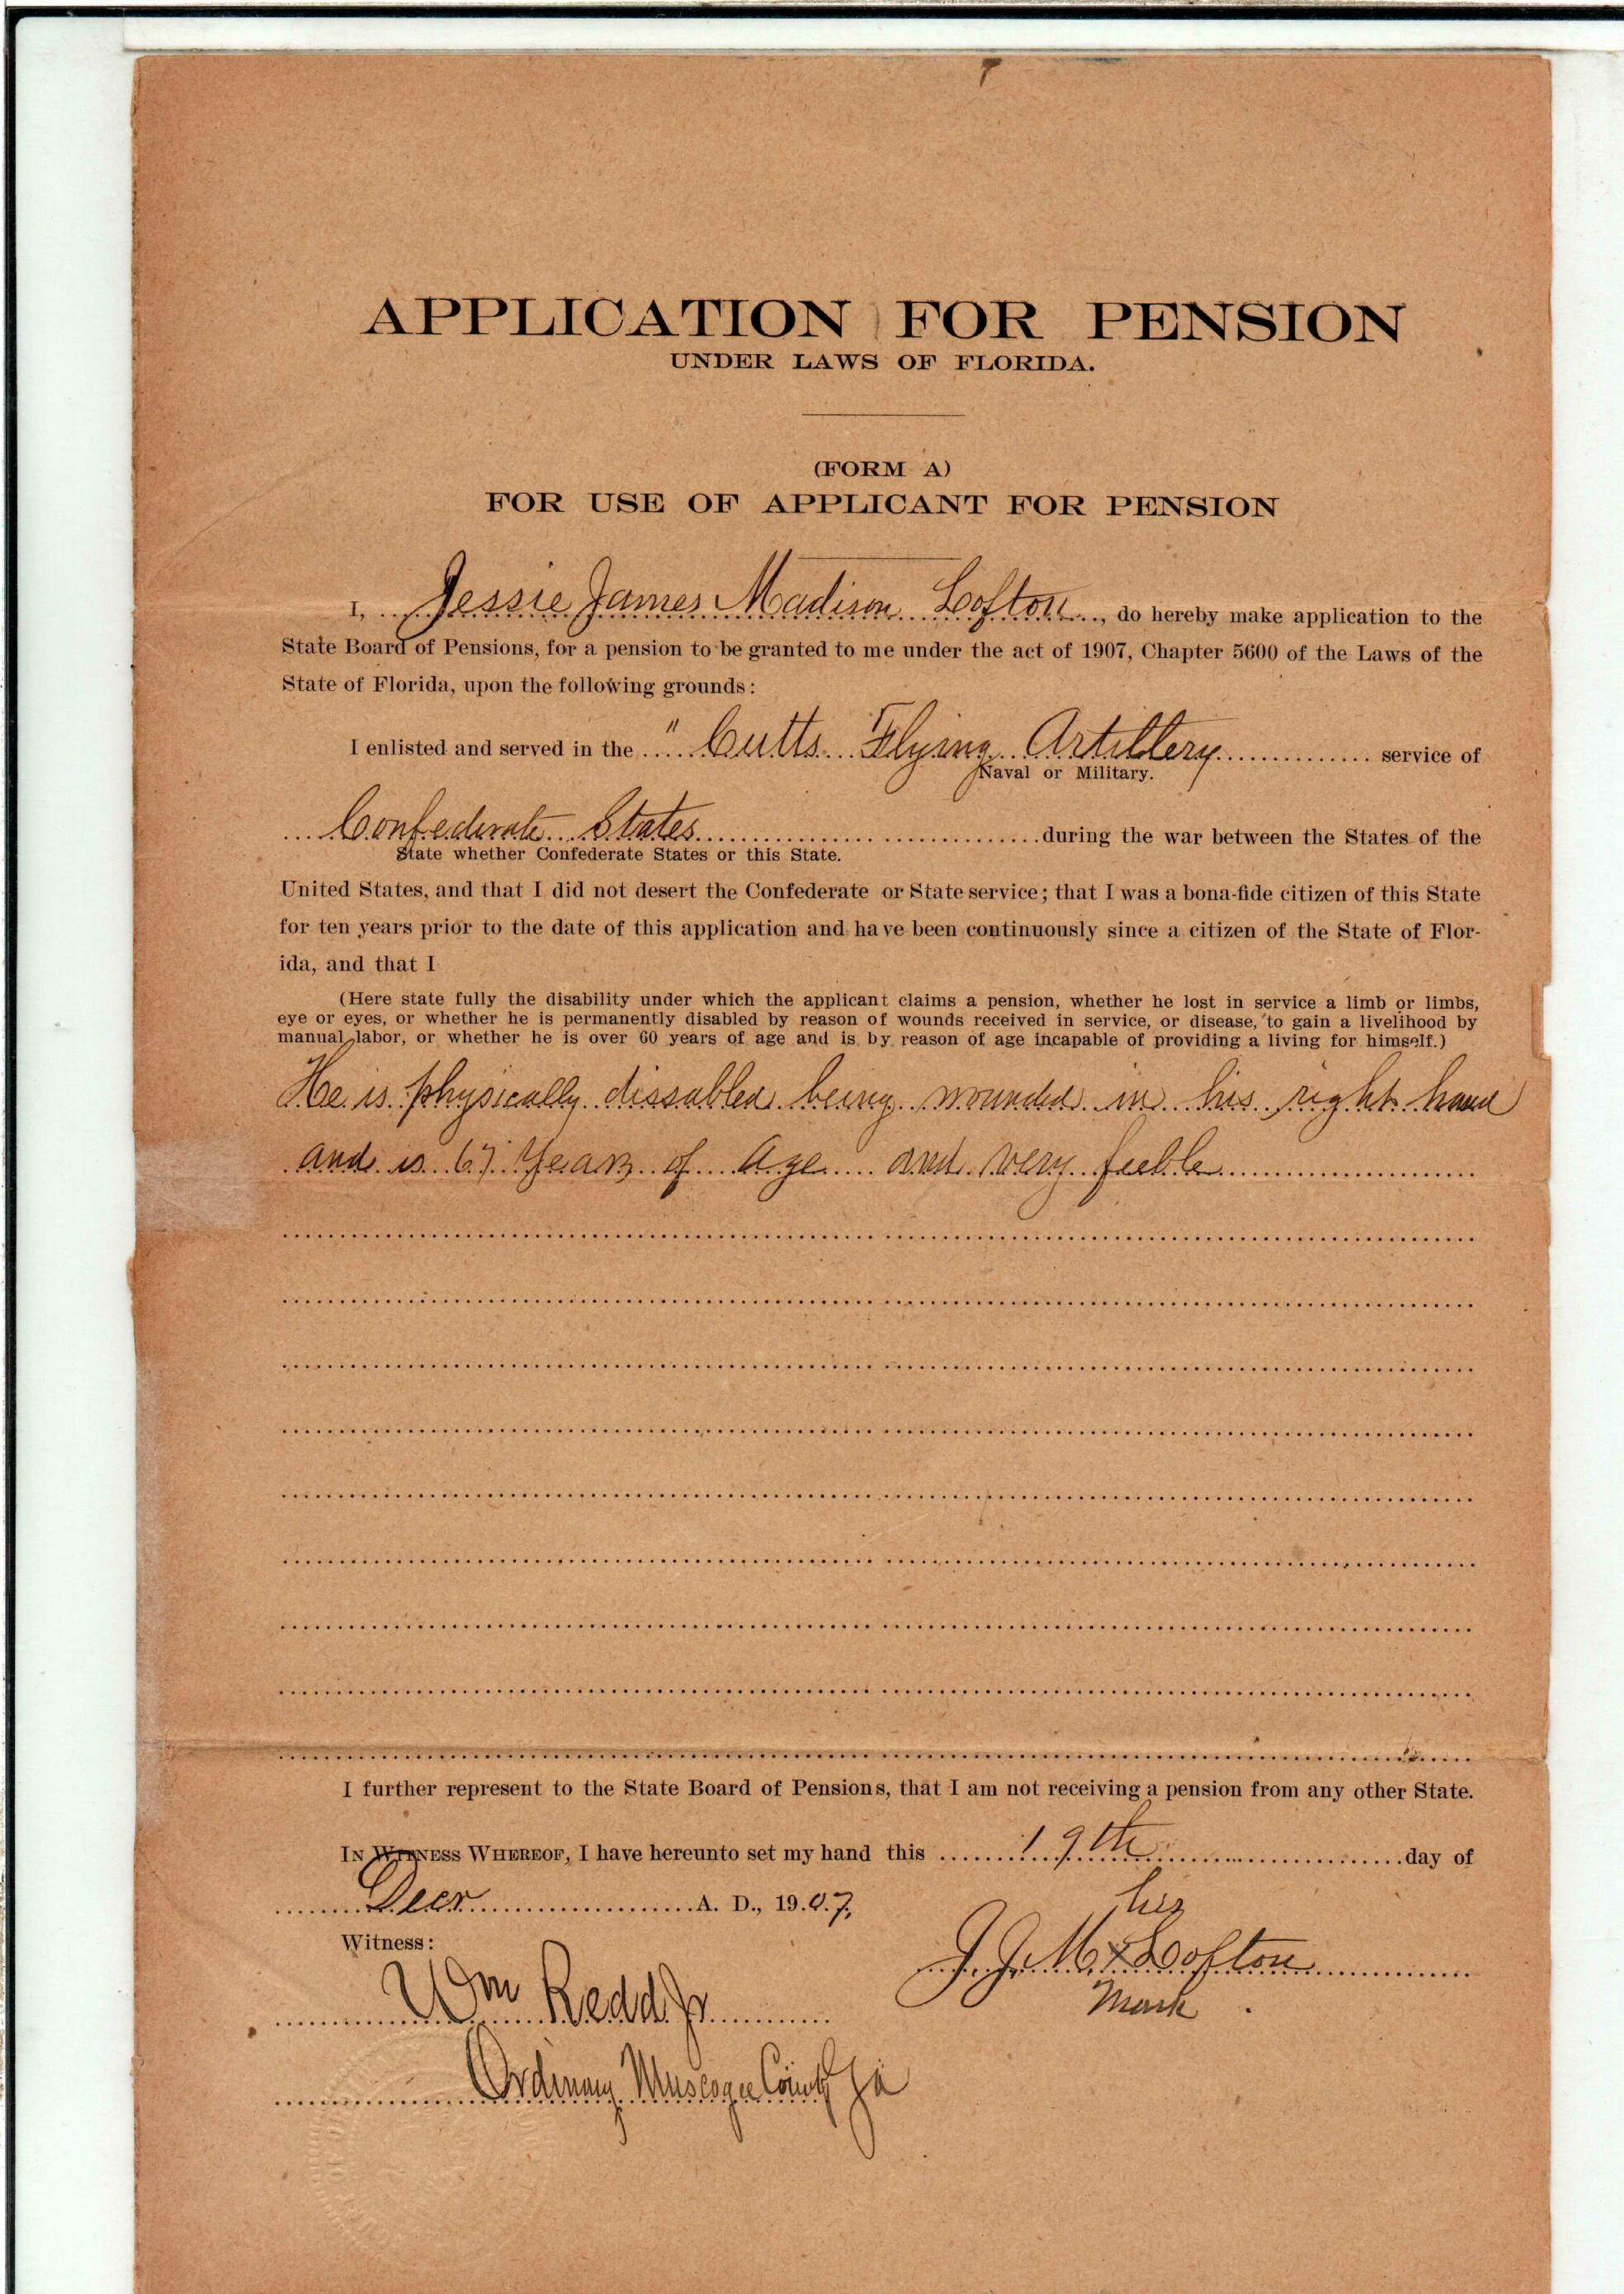 APPLICATION FOR PENSION
UNDER LAWS OF FLORIDA.
(FORM A)
FOR USE OF APPLICANT FOR PENSION
I, Jessie James Madison Lofton, do hereby make application to the
State Board of Pensions, for a pension to be granted to me under the act of 1907, Chapter 5600 of the Laws of the
State of Florida, upon the following grounds:
I enlisted and served in the " Cutts Flying Artillery service of
Naval or Military.
Confederate States during the war between the States of the
State whether Confederate States or this State.
United States, and that I did not desert the Confederate or State service; that I was a bona-fide citizen of this State
for ten years prior to the date of this application and have been continuously since a citizen of the State of Flor-
ida, and that I
(Here state fully the disability under which the applicant claims a pension, whether he lost in service a limb or limbs,
eye or eyes, or whether he is permanently disabled by reason of wounds received in service, or disease, to gain a livelihood by
manual labor, or whether he is over 60 years of age and is by reason of age incapable of providing a living for himself.)
He is physically dissabled being wounded in his right hand
and is 67 Years of Age and very feeble
I further represent to the State Board of Pensions, that I am not receiving a pension from any other State.
IN WITNESS WHEREOF, I have hereunto set my hand this 19th day of
Decr A. D., 1907,
his
Witness:
J. J. M. x Lofton
Mark
Wm Redd Jr
Ordinary Muscogee County Ga